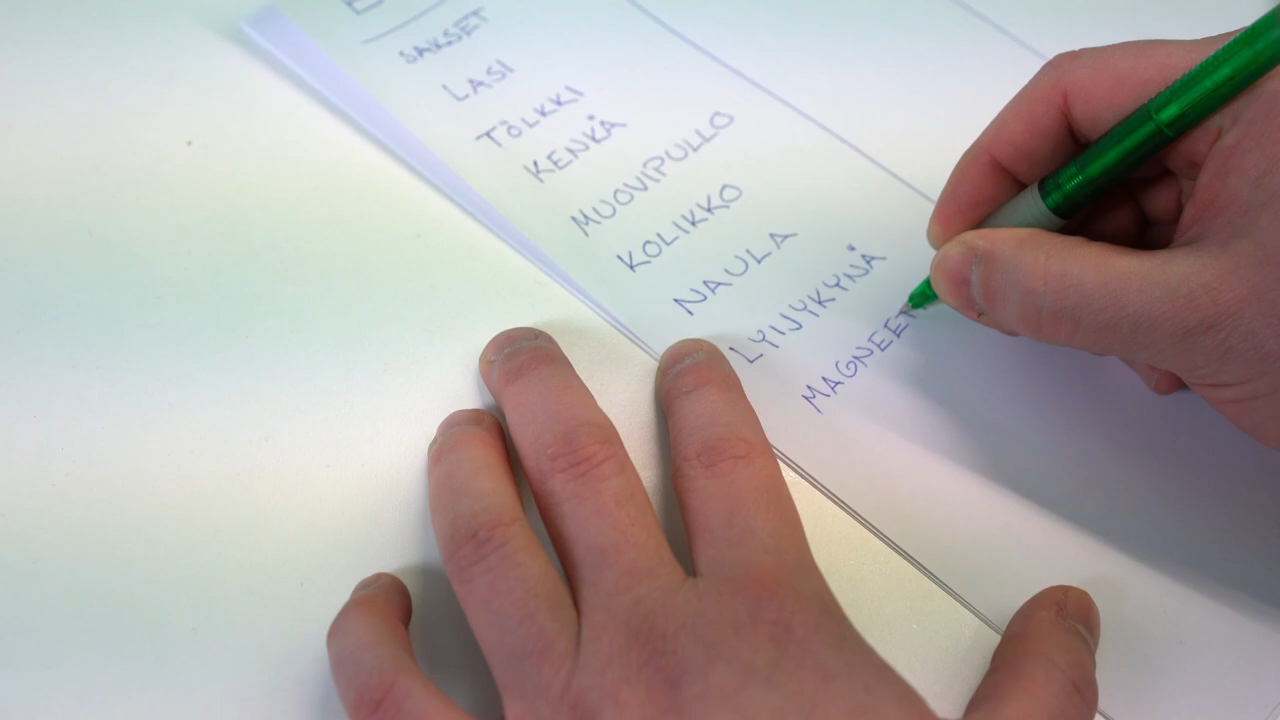 SAKSET
LASI
TÖLKKI
KENKÄ
MUOVIPULLO
KOLIKKO
NAULA
LYIJYKYNÄ
MAGNEET